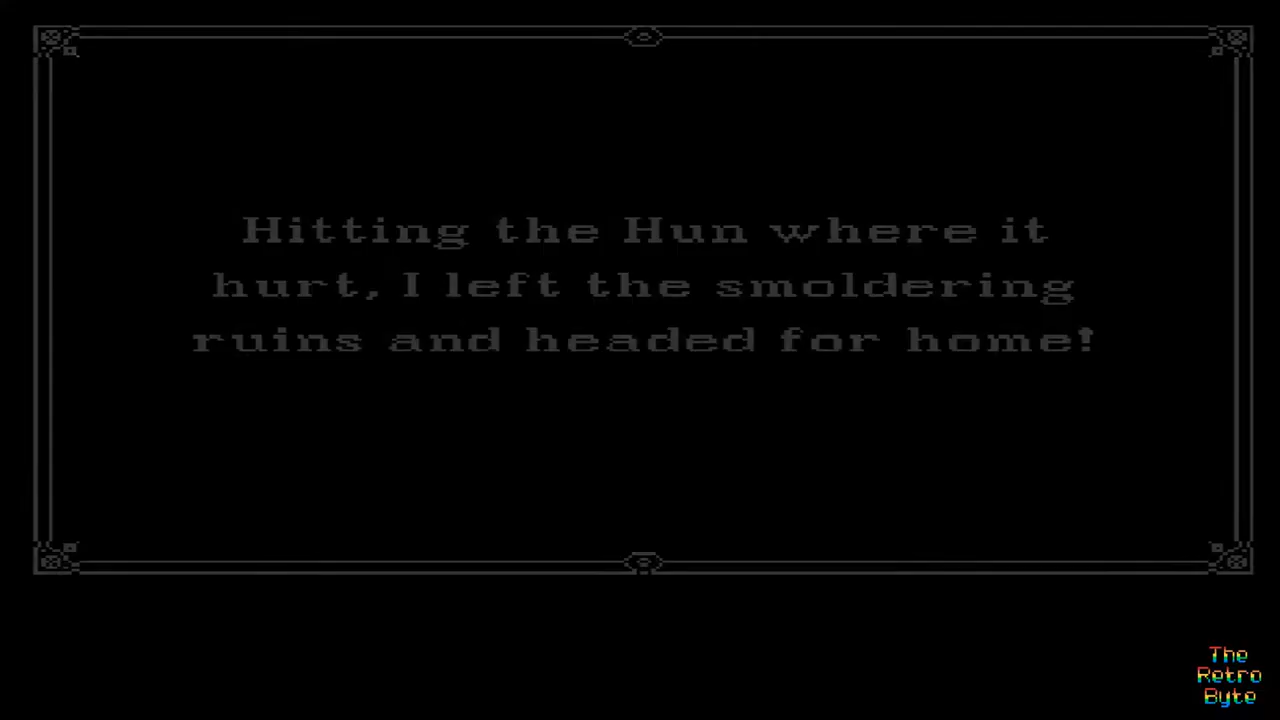 Hitting the Hun where it
hurt, I left the smoldering
ruins and headed for home!
The
Retro
Byte